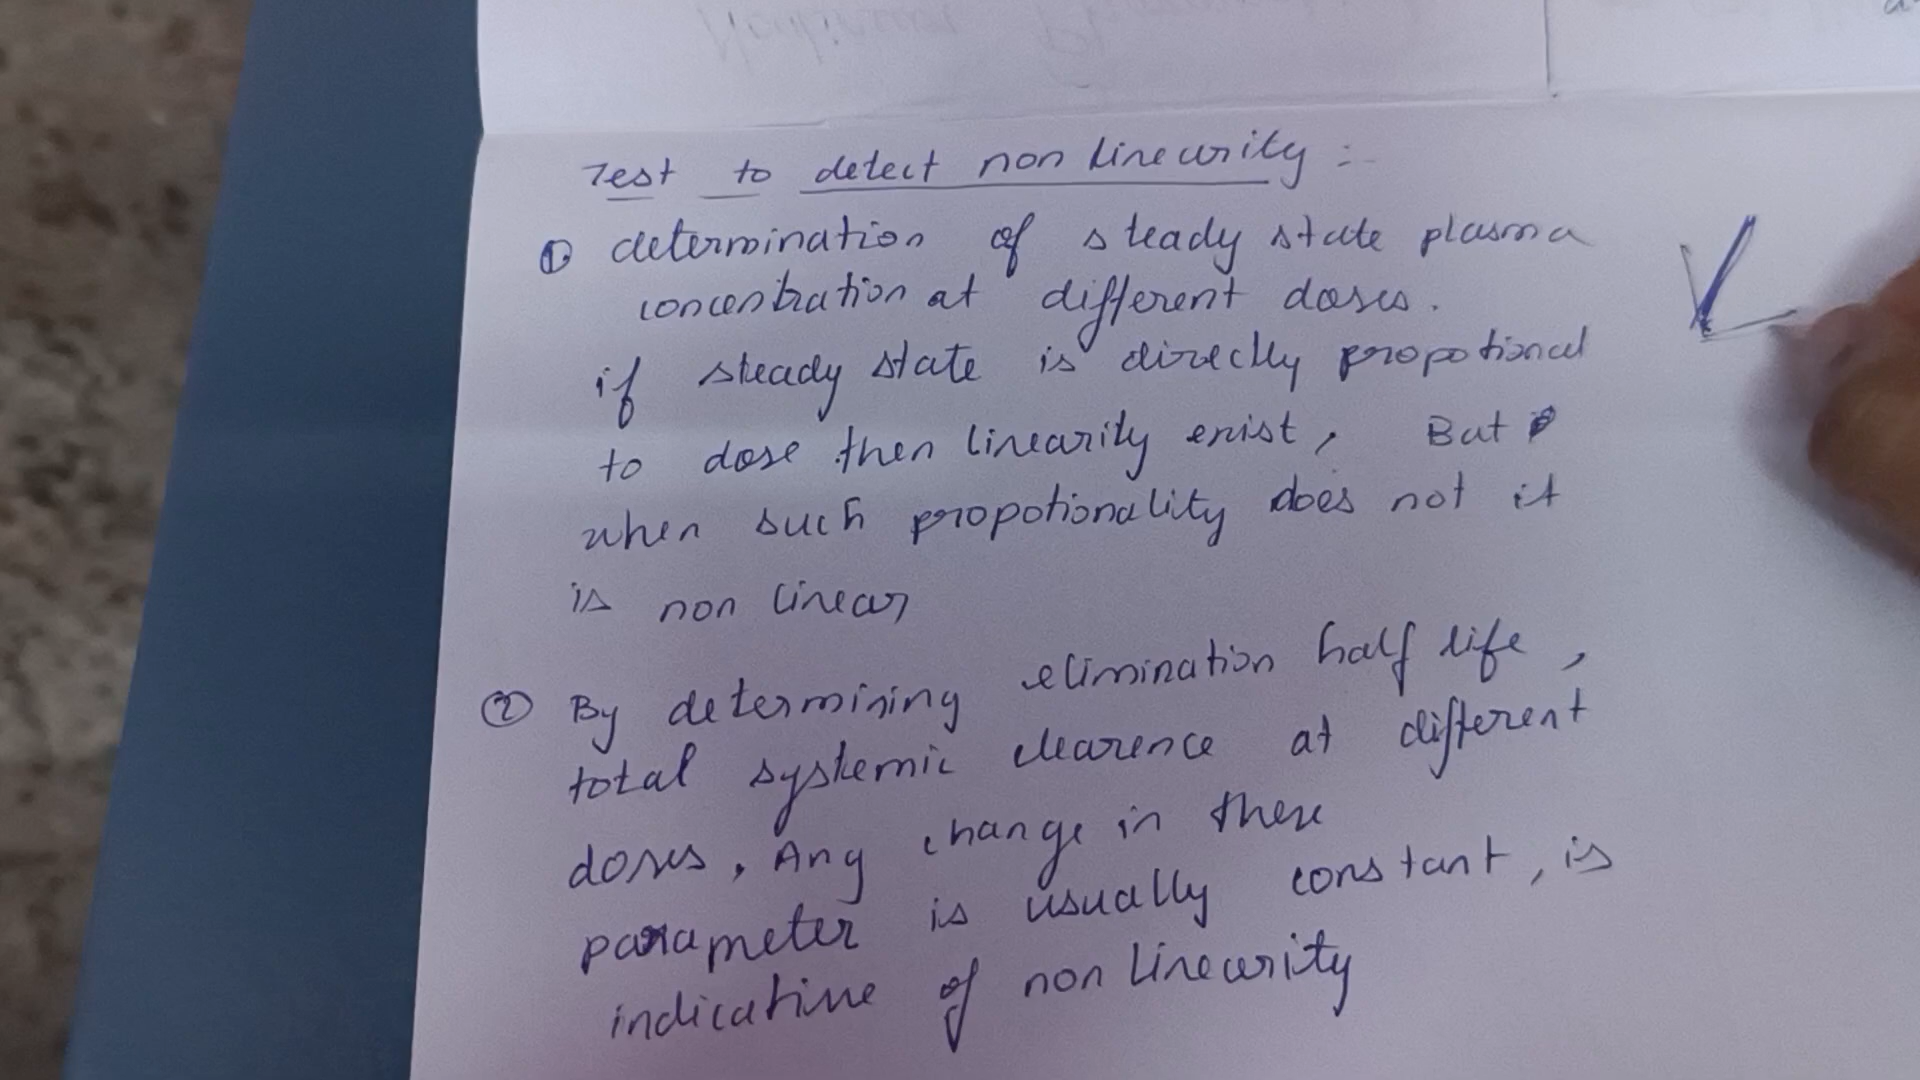 Test to detect non linearity :-
① determination of steady state plasma
concentration at different doses.
if steady state is directly propotional
to dose then linearity exist, But
when such propotionality does not it
is non linear
② By determining elimination half life,
total systemic clearence at different
doses, Any change in these
parameter is usually constant, is
indicative of non linearity